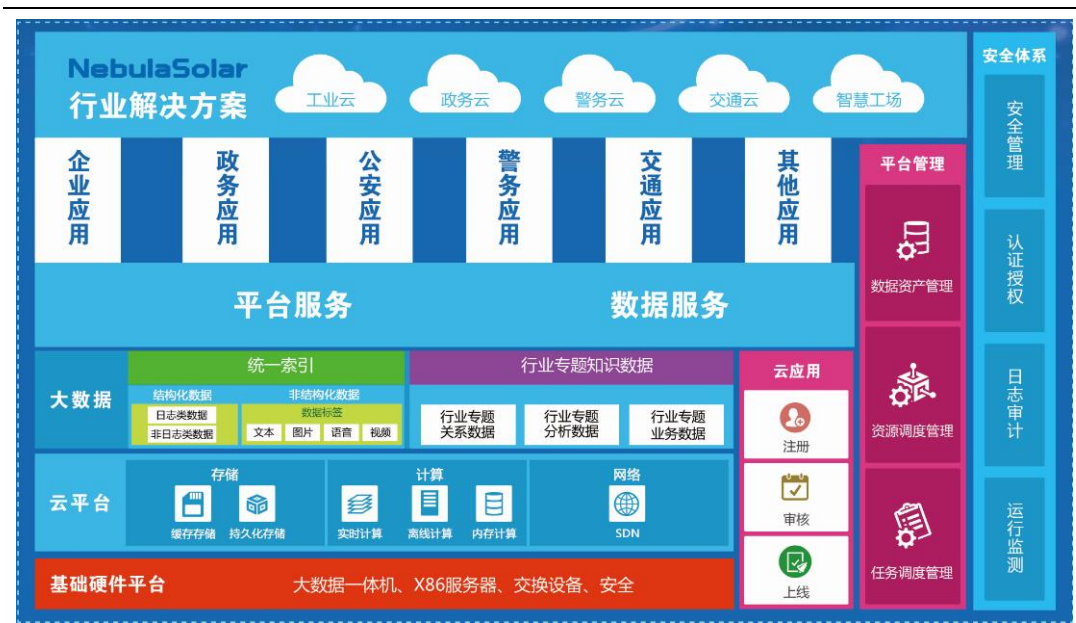 NebulaSolar
行业解决方案
工业云
政务云
警务云
交通云
智慧工场
企业应用
政务应用
公安应用
警务应用
交通应用
其他应用
平台服务
数据服务
大数据
统一索引
结构化数据
非结构化数据
日志类数据
非日志类数据
数据标签
文本
图片
语音
视频
行业专题知识数据
行业专题
关系数据
行业专题
分析数据
行业专题
业务数据
云平台
存储
缓存存储
持久化存储
计算
实时计算
离线计算
内存计算
网络
SDN
基础硬件平台
大数据一体机、X86服务器、交换设备、安全
云应用
注册
审核
上线
平台管理
数据资产管理
资源调度管理
任务调度管理
安全体系
安全管理
认证授权
日志审计
运行监测